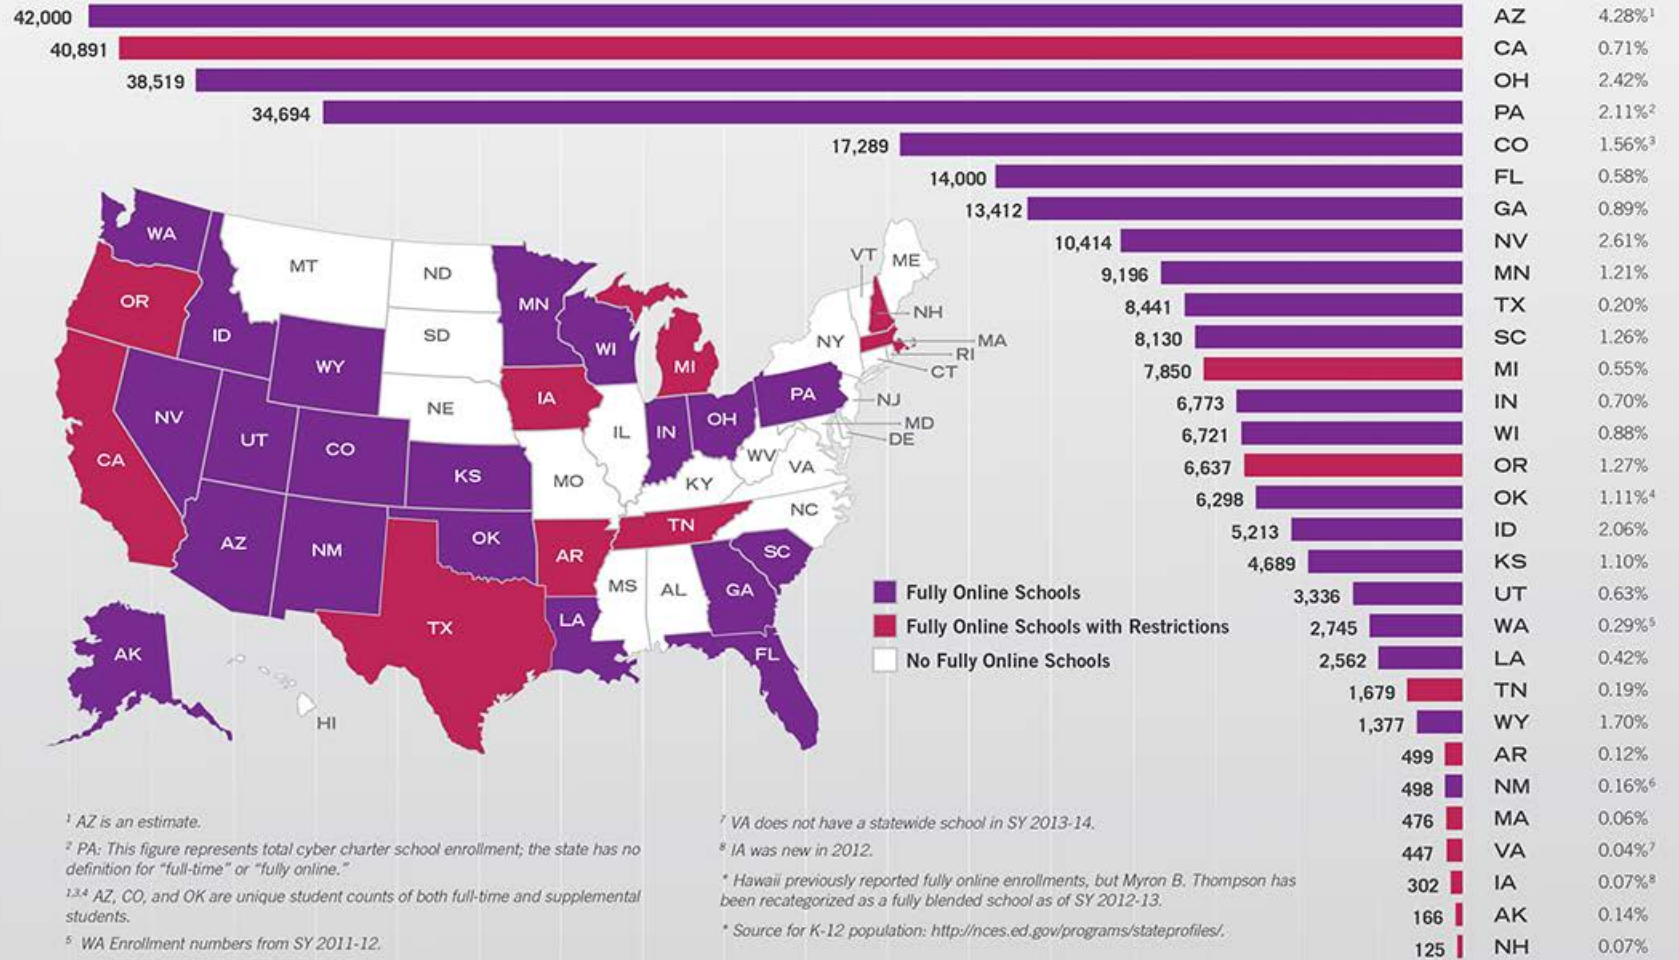 42,000 AZ 4.28%¹
40,891 CA 0.71%
38,519 OH 2.42%
34,694 PA 2.11%²
17,289 CO 1.56%³
14,000 FL 0.58%
13,412 GA 0.89%
10,414 NV 2.61%
9,196 MN 1.21%
8,441 TX 0.20%
8,130 SC 1.26%
7,850 MI 0.55%
6,773 IN 0.70%
6,721 WI 0.88%
6,637 OR 1.27%
6,298 OK 1.11%⁴
5,213 ID 2.06%
4,689 KS 1.10%
3,336 UT 0.63%
2,745 WA 0.29%⁵
2,562 LA 0.42%
1,679 TN 0.19%
1,377 WY 1.70%
499 AR 0.12%
498 NM 0.16%⁶
476 MA 0.06%
447 VA 0.04%⁷
302 IA 0.07%⁸
166 AK 0.14%
125 NH 0.07%
WA
MT
ND
MN
VT
ME
OR
ID
SD
WI
MI
NY
NH
MA
RI
CT
WY
NE
IA
PA
NJ
NV
UT
CO
IL
IN
OH
MD
DE
CA
KS
MO
WV
VA
KY
NC
AZ
NM
OK
AR
TN
SC
MS
AL
GA
TX
LA
FL
AK
HI
Fully Online Schools
Fully Online Schools with Restrictions
No Fully Online Schools
¹ AZ is an estimate.
² PA: This figure represents total cyber charter school enrollment; the state has no
definition for “full-time” or “fully online.”
¹·³·⁴ AZ, CO, and OK are unique student counts of both full-time and supplemental
students.
⁵ WA Enrollment numbers from SY 2011-12.
⁷ VA does not have a statewide school in SY 2013-14.
⁸ IA was new in 2012.
* Hawaii previously reported fully online enrollments, but Myron B. Thompson has
been recategorized as a fully blended school as of SY 2012-13.
* Source for K-12 population: http://nces.ed.gov/programs/stateprofiles/.